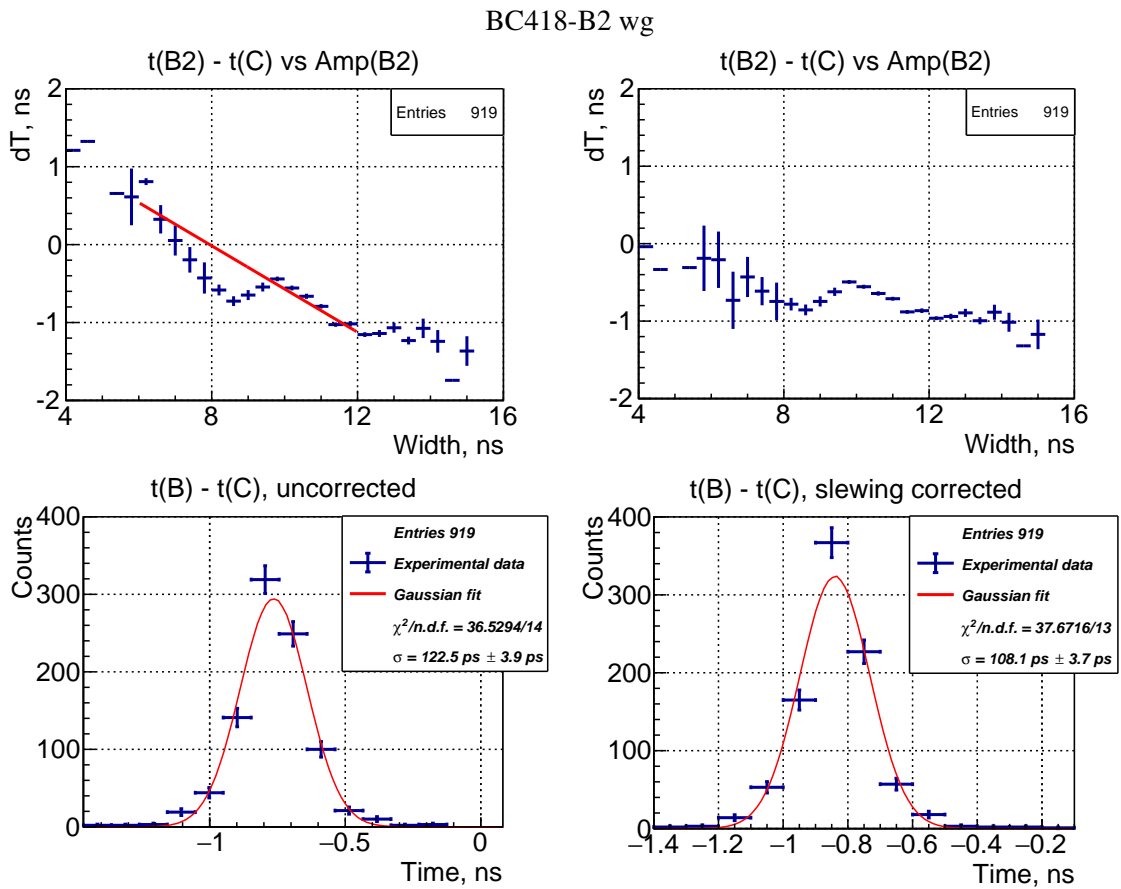 BC418-B2 wg
t(B2) - t(C) vs Amp(B2)
dT, ns
Entries 919
2
1
0
-1
-2
4 8 12 16
Width, ns
t(B2) - t(C) vs Amp(B2)
dT, ns
Entries 919
2
1
0
-1
-2
4 8 12 16
Width, ns
t(B) - t(C), uncorrected
Counts
400
300
200
100
0
Entries 919
Experimental data
Gaussian fit
χ²/n.d.f. = 36.5294/14
σ = 122.5 ps ± 3.9 ps
−1 −0.5 0
Time, ns
t(B) - t(C), slewing corrected
Counts
400
300
200
100
0
Entries 919
Experimental data
Gaussian fit
χ²/n.d.f. = 37.6716/13
σ = 108.1 ps ± 3.7 ps
−1.4 −1.2 −1 −0.8 −0.6 −0.4 −0.2
Time, ns